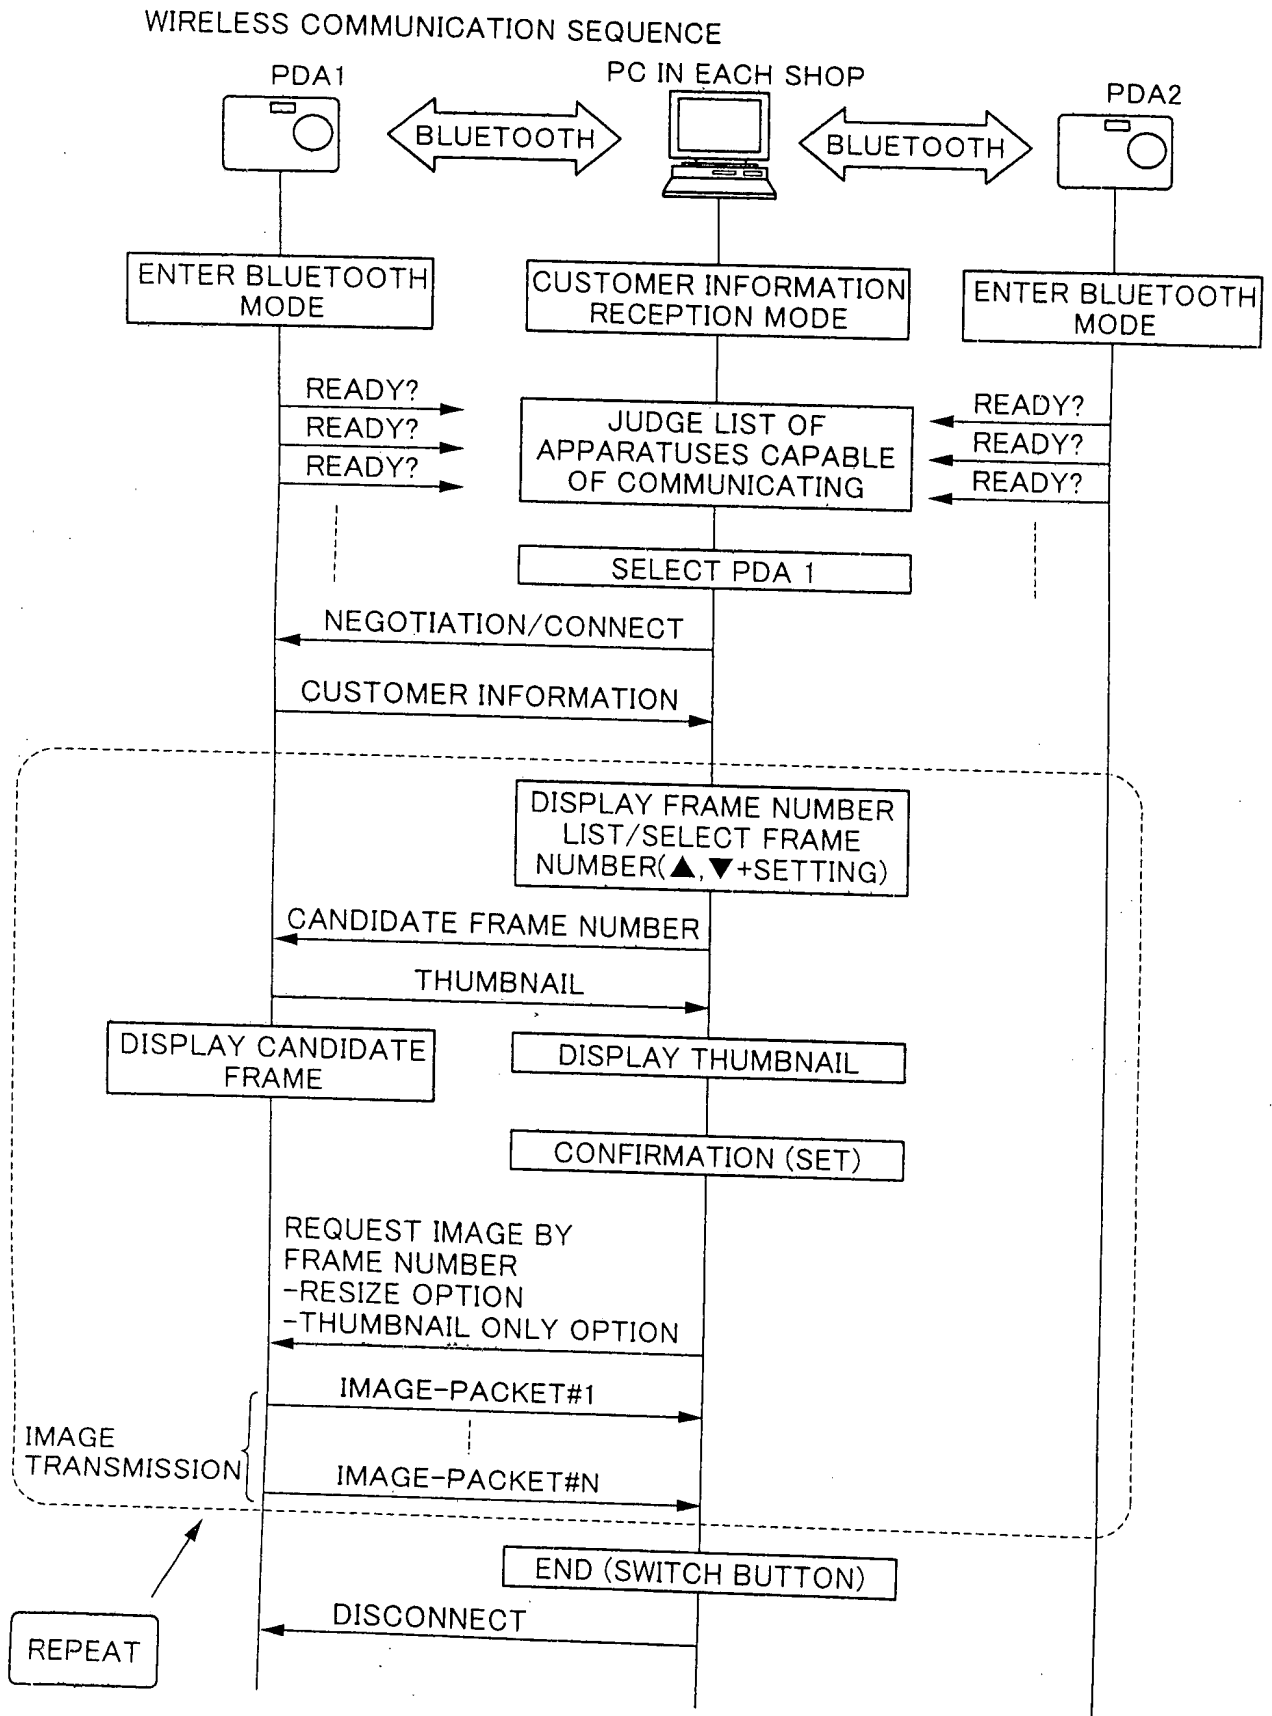 WIRELESS COMMUNICATION SEQUENCE
PDA1
PC IN EACH SHOP
PDA2
BLUETOOTH
BLUETOOTH
ENTER BLUETOOTH
MODE
CUSTOMER INFORMATION
RECEPTION MODE
ENTER BLUETOOTH
MODE
READY?
READY?
READY?
JUDGE LIST OF
APPARATUSES CAPABLE
OF COMMUNICATING
READY?
READY?
READY?
SELECT PDA 1
NEGOTIATION/CONNECT
CUSTOMER INFORMATION
DISPLAY FRAME NUMBER
LIST/SELECT FRAME
NUMBER(▲,▼+SETTING)
CANDIDATE FRAME NUMBER
THUMBNAIL
DISPLAY CANDIDATE
FRAME
DISPLAY THUMBNAIL
CONFIRMATION (SET)
REQUEST IMAGE BY
FRAME NUMBER
-RESIZE OPTION
-THUMBNAIL ONLY OPTION
IMAGE-PACKET#1
IMAGE
TRANSMISSION
IMAGE-PACKET#N
END (SWITCH BUTTON)
DISCONNECT
REPEAT